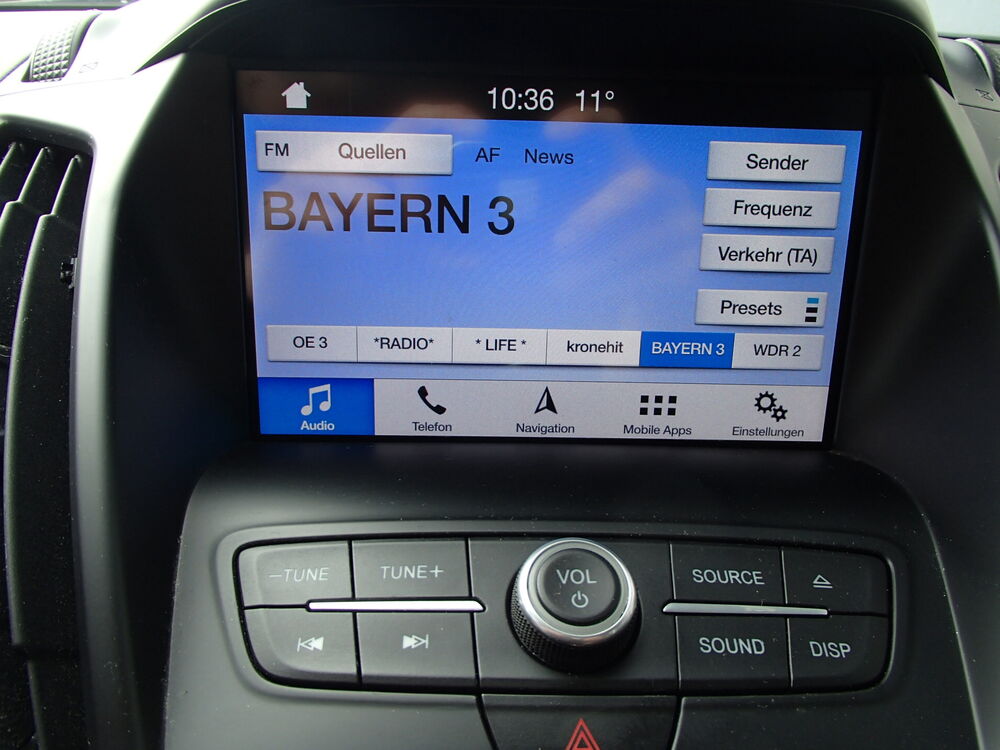 10:36 11°
FM Quellen AF News Sender
BAYERN 3
Frequenz
Verkehr (TA)
Presets
OE 3 *RADIO* * LIFE * kronehit BAYERN 3 WDR 2
Audio Telefon Navigation Mobile Apps Einstellungen
–TUNE TUNE+ VOL SOURCE
SOUND DISP